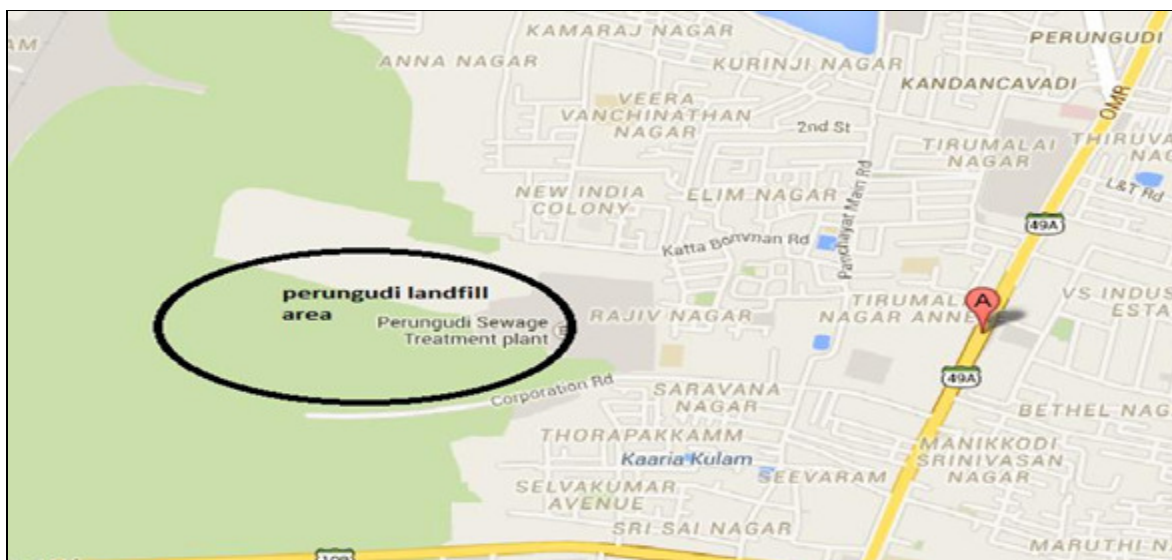 AM
KAMARAJ NAGAR
ANNA NAGAR
KURINJI NAGAR
PERUNGUDI
KANDANCAVADI
OMR
VEERA
VANCHINATHAN
NAGAR
2nd St
TIRUMALAI
NAGAR
THIRUVA
NAG
L&T Rd
NEW INDIA
COLONY
ELIM NAGAR
Panchayat Main Rd
49A
Katta Bommnan Rd
perungudi landfill
area
Perungudi Sewage
Treatment plant
RAJIV NAGAR
TIRUMAL
NAGAR ANNE
A
VS INDUS
ESTA
49A
Corporation Rd
SARAVANA
NAGAR
BETHEL NAG
THORAPAKKAMM
Kaaria Kulam
SEEVARAM
MANIKKODI
SRINIVASAN
NAGAR
SELVAKUMAR
AVENUE
SRI SAI NAGAR
MARUTHI N